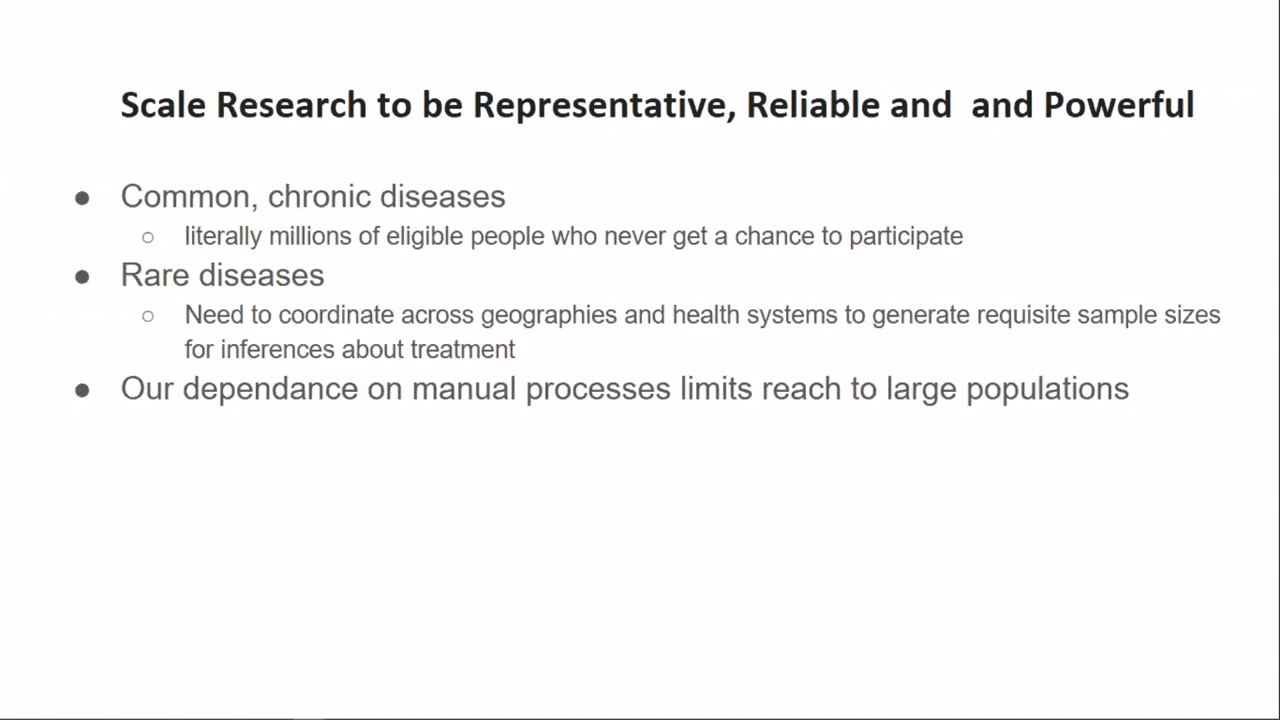 Scale Research to be Representative, Reliable and  and Powerful
● Common, chronic diseases
○ literally millions of eligible people who never get a chance to participate
● Rare diseases
○ Need to coordinate across geographies and health systems to generate requisite sample sizes
for inferences about treatment
● Our dependance on manual processes limits reach to large populations